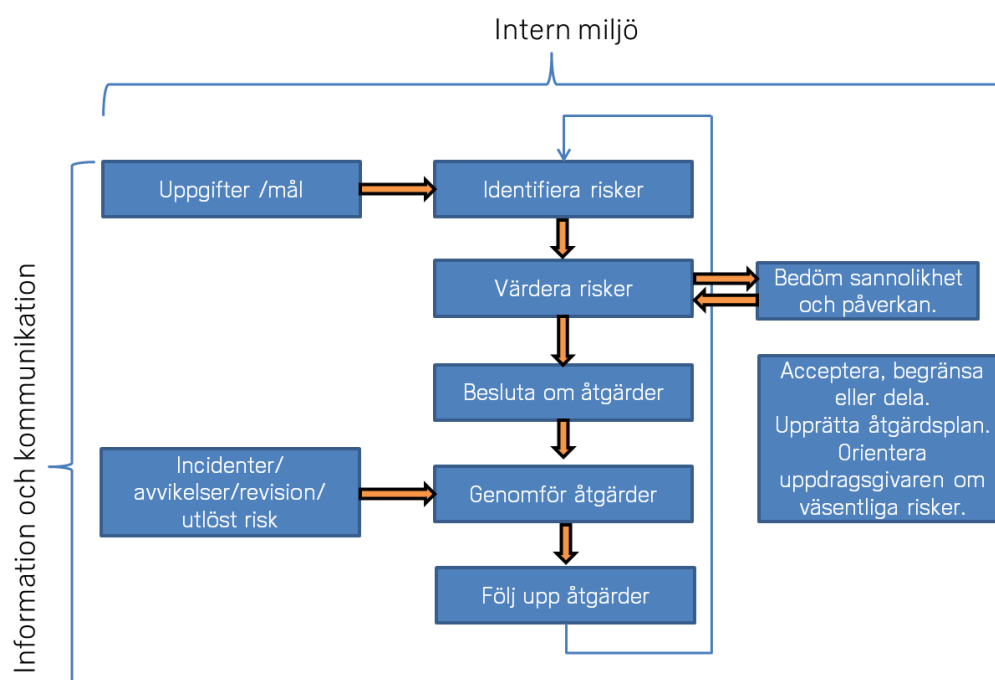 Intern miljö
Information och kommunikation
Uppgifter /mål
Identifiera risker
Värdera risker
Bedöm sannolikhet
och påverkan.
Besluta om åtgärder
Acceptera, begränsa
eller dela.
Upprätta åtgärdsplan.
Orientera
uppdragsgivaren om
väsentliga risker.
Incidenter/
avvikelser/revision/
utlöst risk
Genomför åtgärder
Följ upp åtgärder